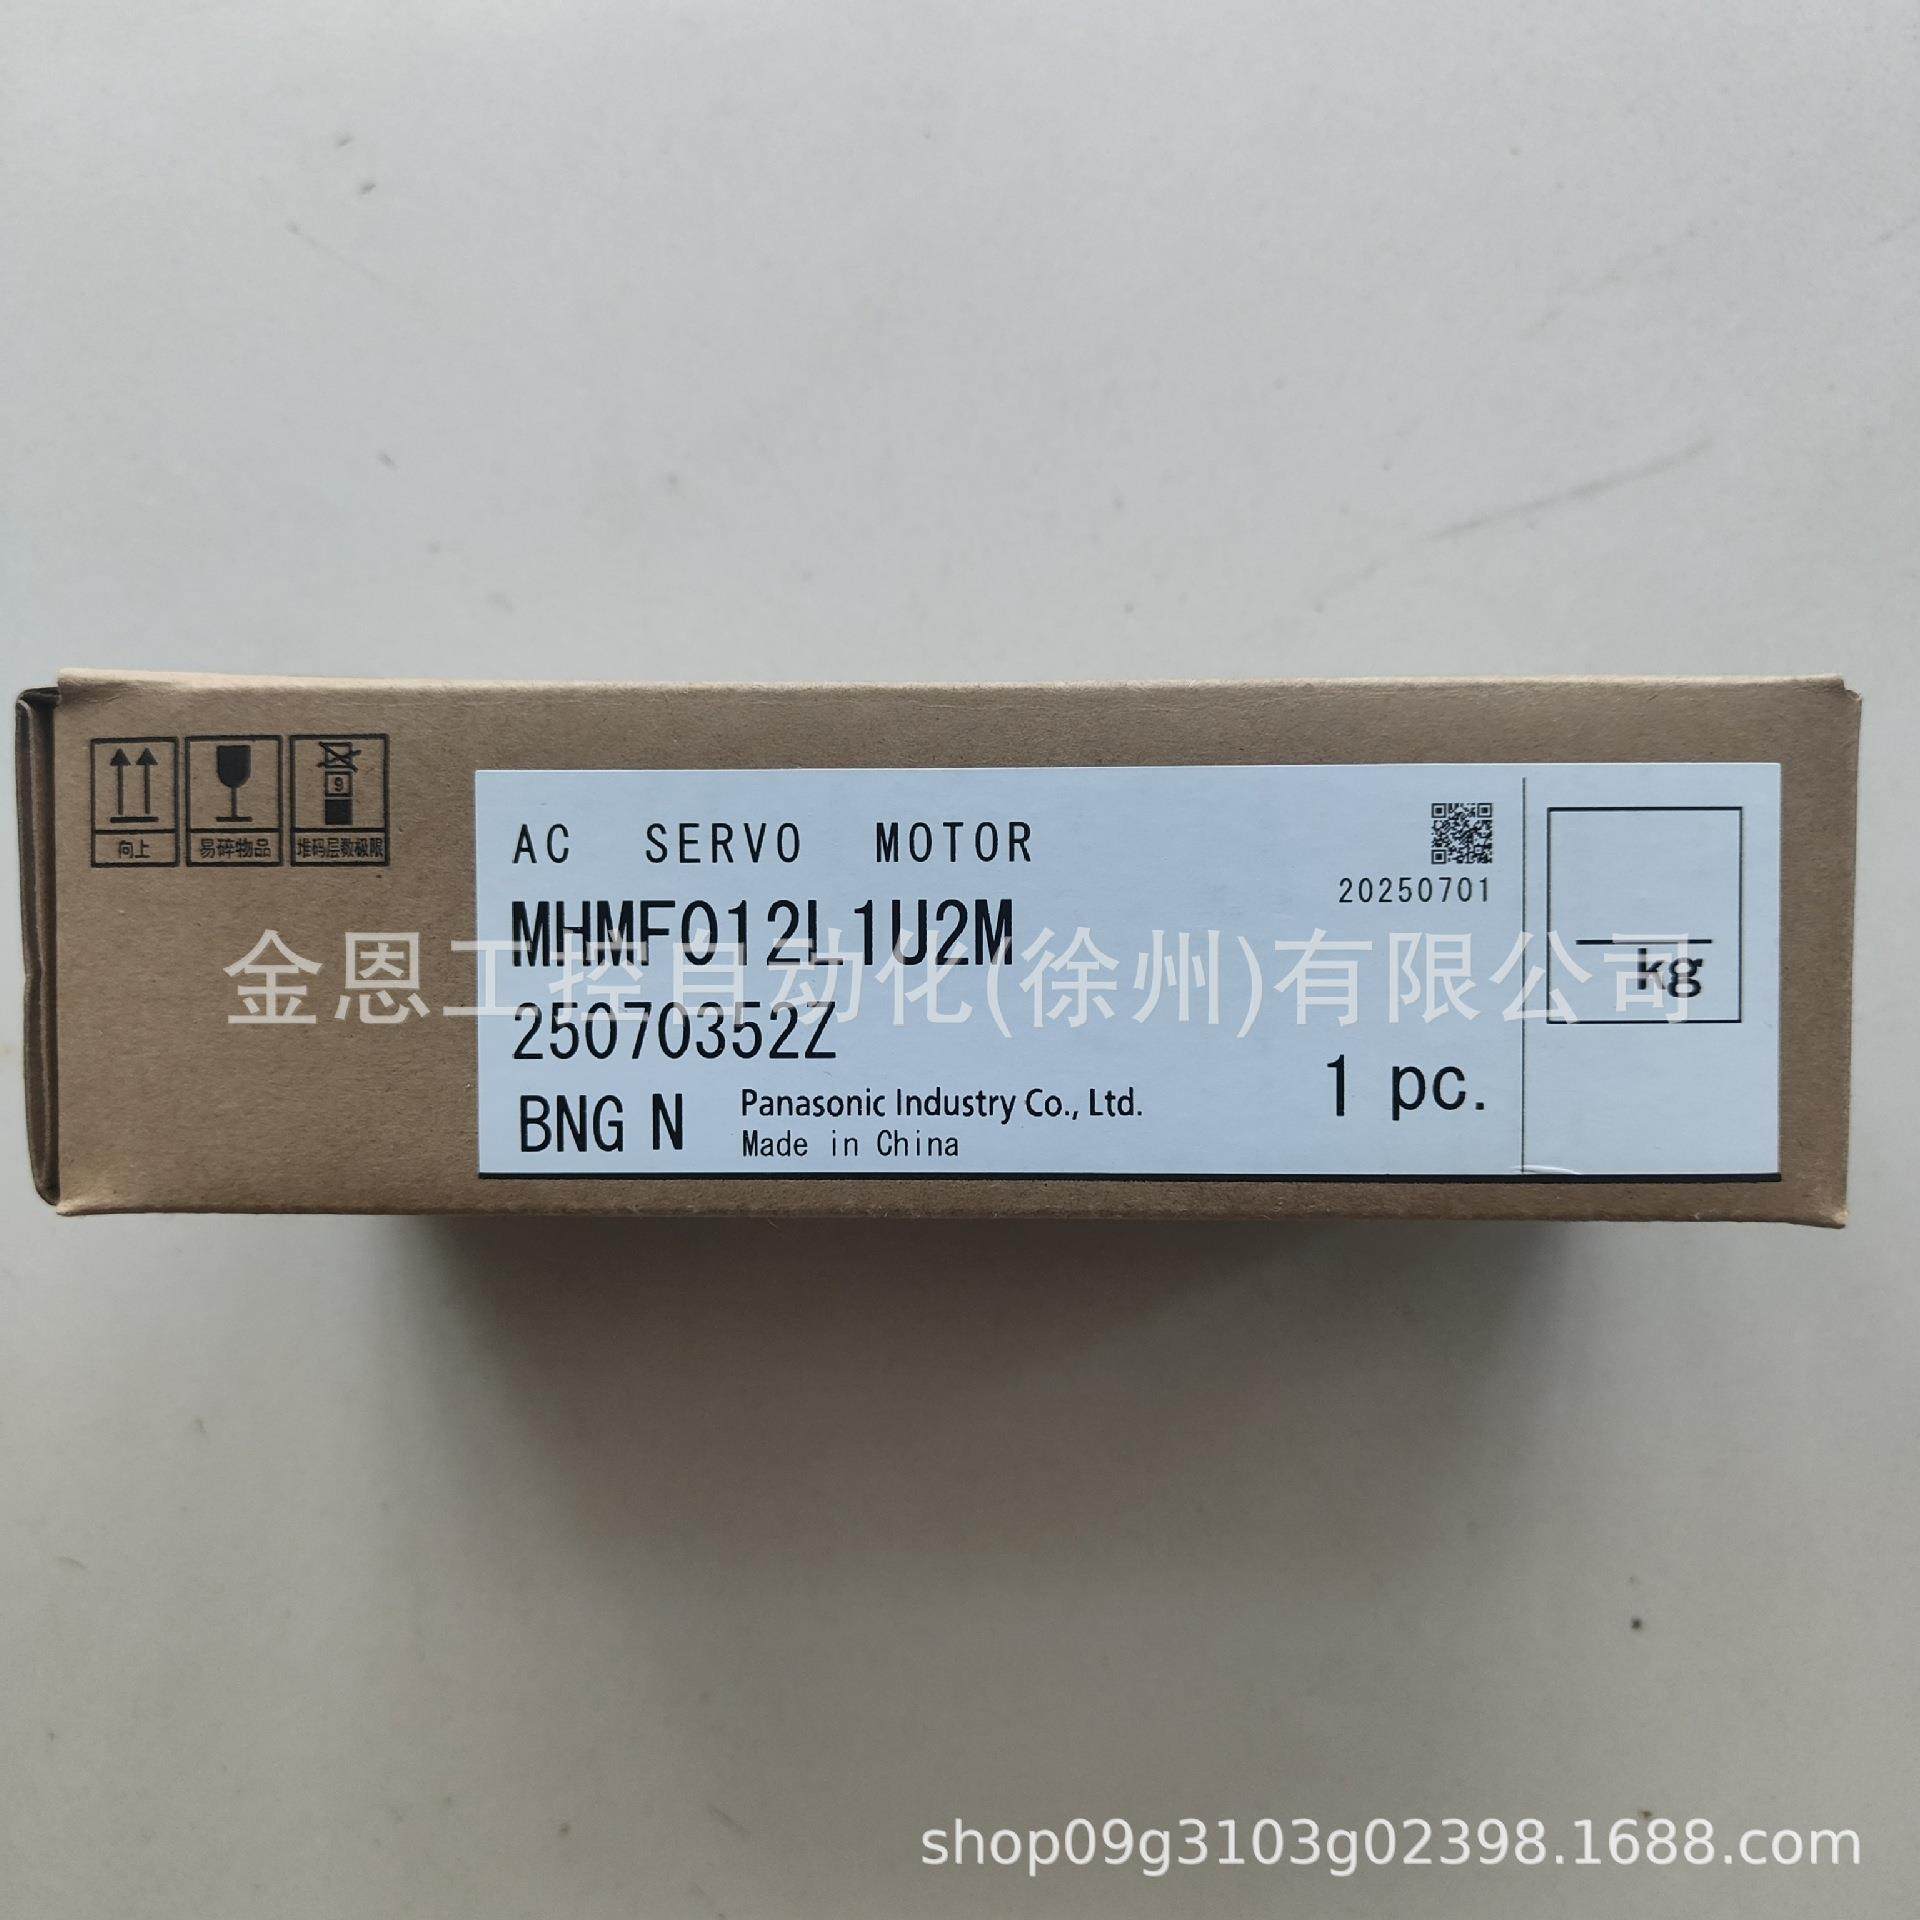 向上
易碎物品
9
堆码层数极限
AC SERVO MOTOR
20250701
MHMF012L1U2M
金恩工控自动化(徐州)有限公司
kg
25070352Z
1 pc.
BNG N
Panasonic Industry Co., Ltd.
Made in China
shop09g3103g02398.1688.com